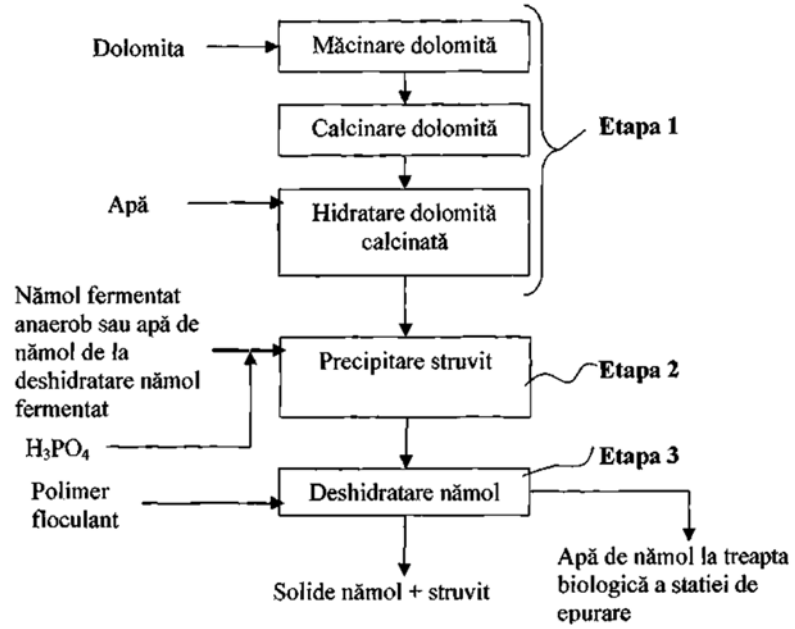 Dolomita
Măcinare dolomită
Calcinare dolomită
Etapa 1
Apă
Hidratare dolomită
calcinată
Nămol fermentat
anaerob sau apă de
nămol de la
deshidratare nămol
fermentat
Precipitare struvit
Etapa 2
H₃PO₄
Etapa 3
Polimer
floculant
Deshidratare nămol
Solide nămol + struvit
Apă de nămol la treapta
biologică a statiei de
epurare